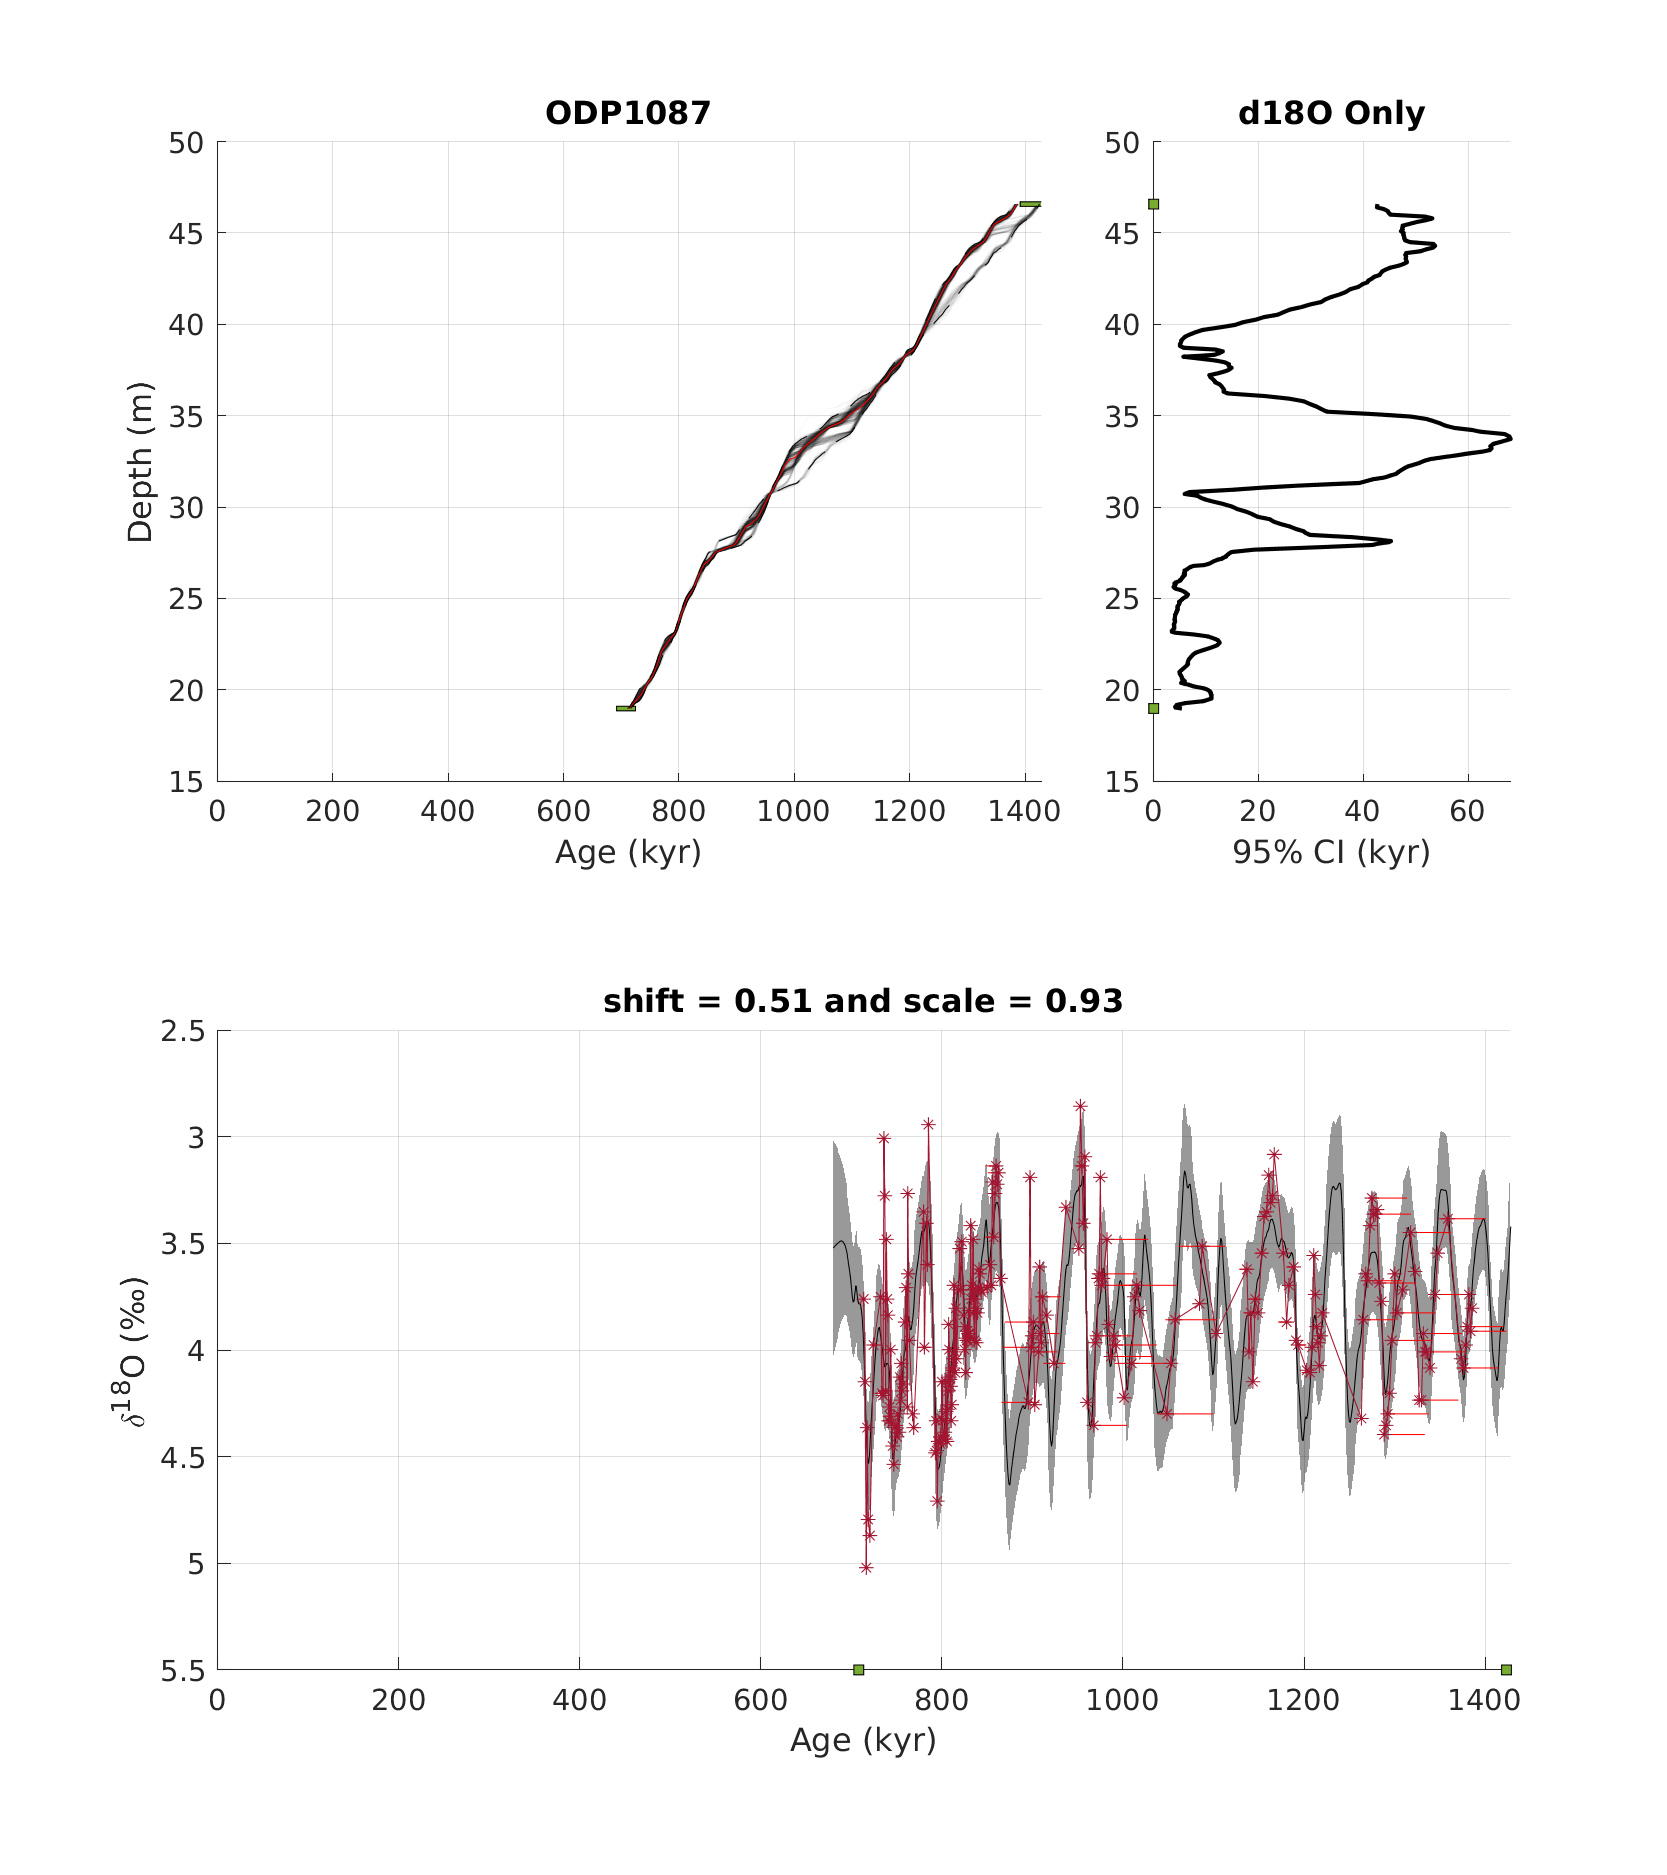 ODP1087
d18O Only
50
45
40
35
30
25
20
15
Depth (m)
0 200 400 600 800 1000 1200 1400
Age (kyr)
50
45
40
35
30
25
20
15
0 20 40 60
95% CI (kyr)
shift = 0.51 and scale = 0.93
2.5
3
3.5
4
4.5
5
5.5
δ18O (‰)
0 200 400 600 800 1000 1200 1400
Age (kyr)